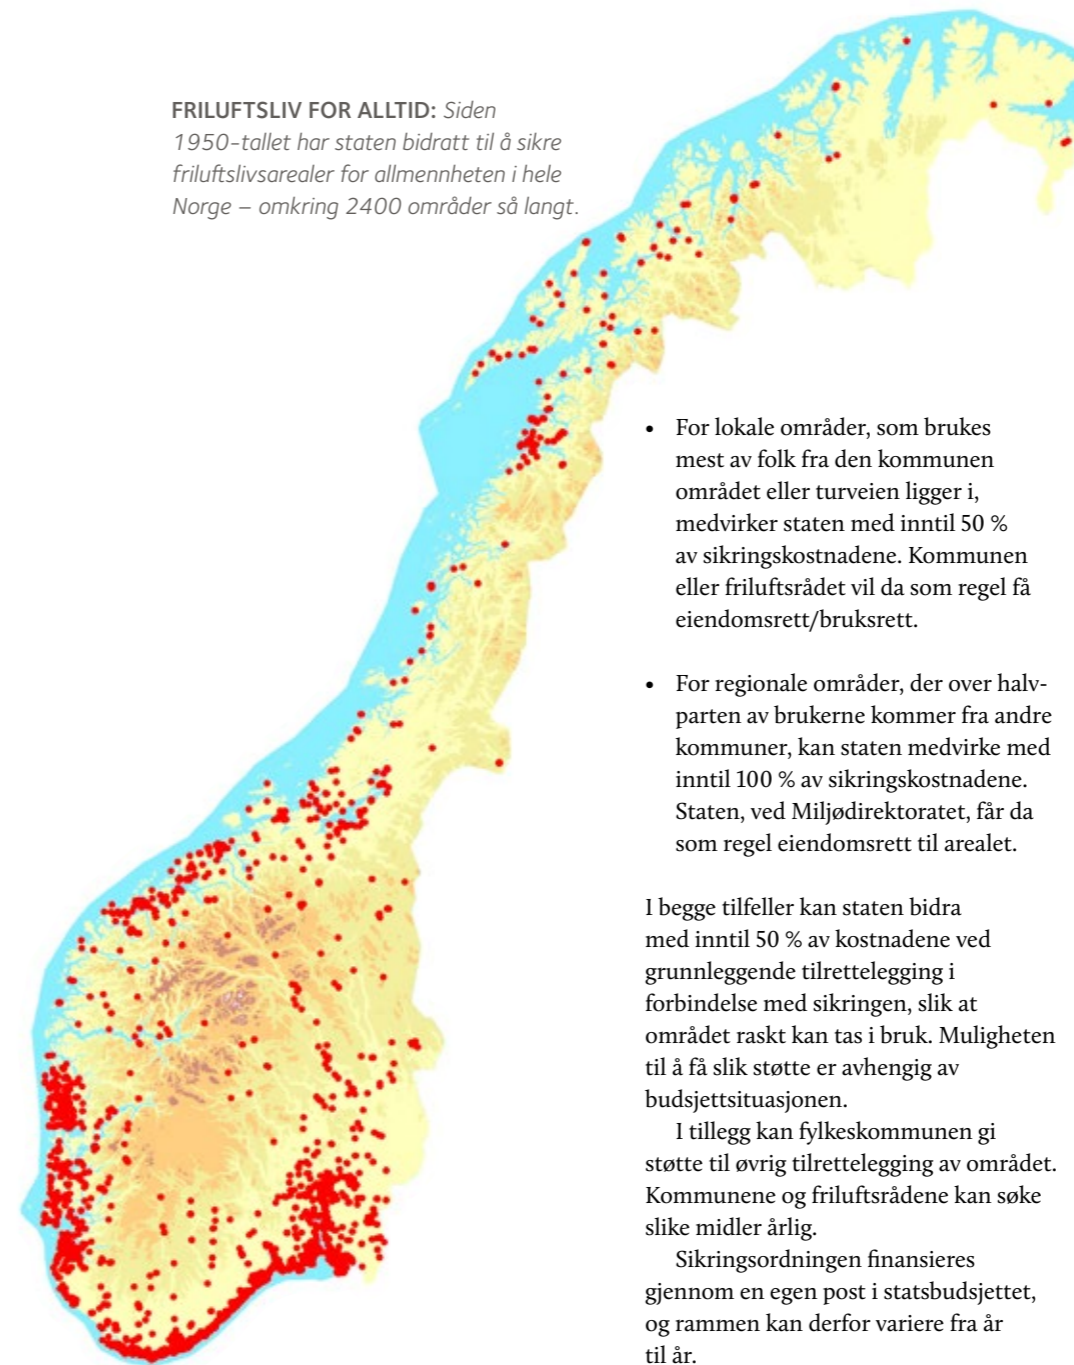 FRILUFTSLIV FOR ALLTID: Siden
1950-tallet har staten bidratt til å sikre
friluftslivsarealer for allmennheten i hele
Norge – omkring 2400 områder så langt.
• For lokale områder, som brukes
mest av folk fra den kommunen
området eller turveien ligger i,
medvirker staten med inntil 50 %
av sikringskostnadene. Kommunen
eller friluftsrådet vil da som regel få
eiendomsrett/bruksrett.
• For regionale områder, der over halv-
parten av brukerne kommer fra andre
kommuner, kan staten medvirke med
inntil 100 % av sikringskostnadene.
Staten, ved Miljødirektoratet, får da
som regel eiendomsrett til arealet.
I begge tilfeller kan staten bidra
med inntil 50 % av kostnadene ved
grunnleggende tilrettelegging i
forbindelse med sikringen, slik at
området raskt kan tas i bruk. Muligheten
til å få slik støtte er avhengig av
budsjettsituasjonen.
I tillegg kan fylkeskommunen gi
støtte til øvrig tilrettelegging av området.
Kommunene og friluftsrådene kan søke
slike midler årlig.
Sikringsordningen finansieres
gjennom en egen post i statsbudsjettet,
og rammen kan derfor variere fra år
til år.